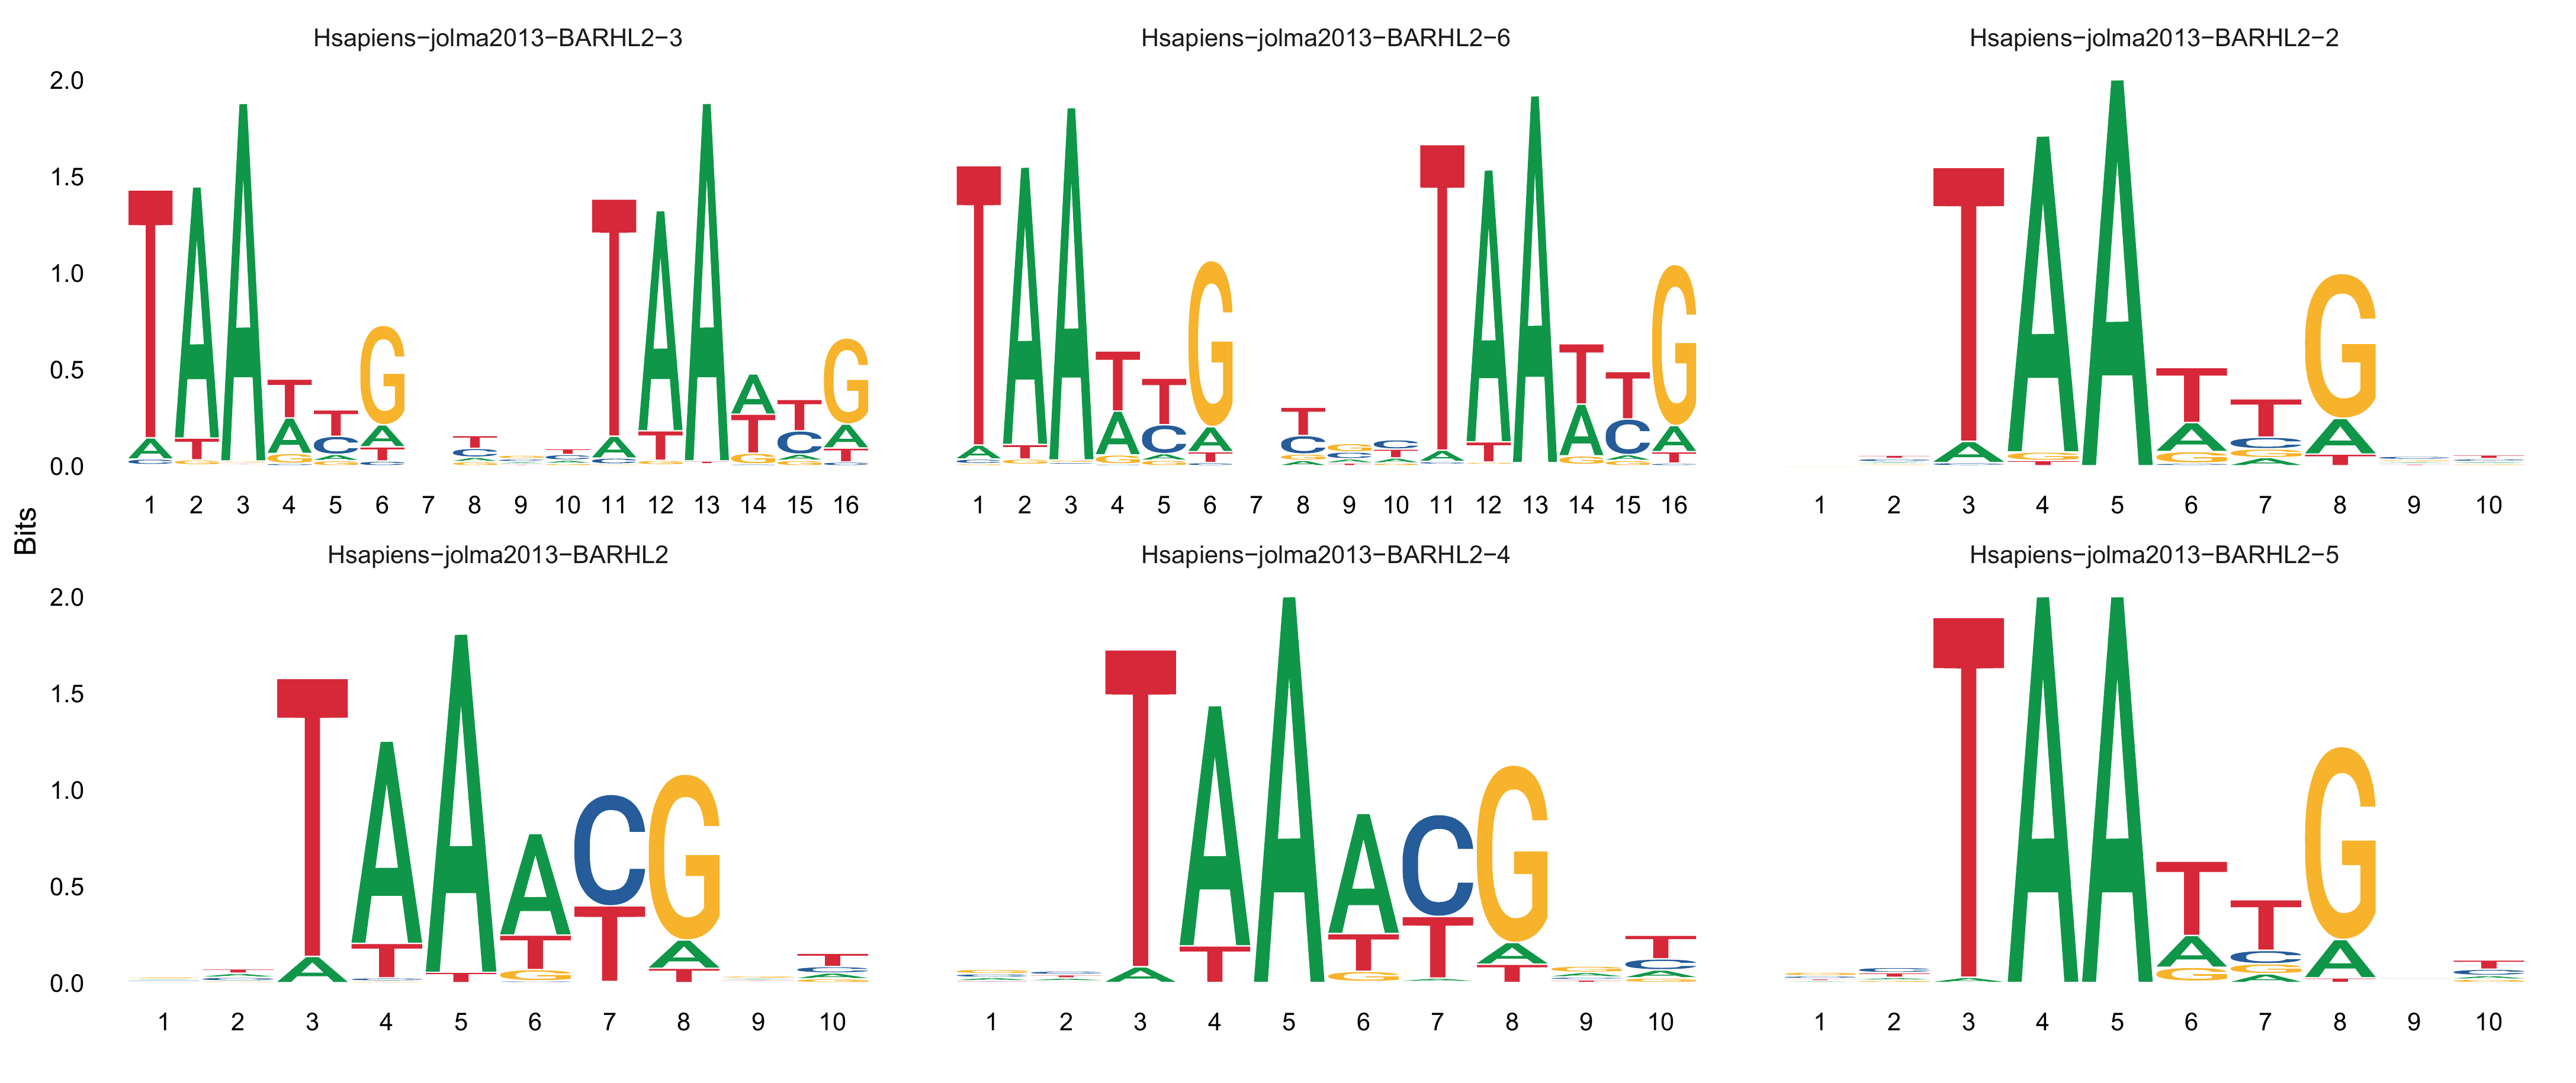 Hsapiens−jolma2013−BARHL2−3 Hsapiens−jolma2013−BARHL2−6 Hsapiens−jolma2013−BARHL2−2
2.0
1.5
1.0
0.5
0.0
1 2 3 4 5 6 7 8 9 10 11 12 13 14 15 16 1 2 3 4 5 6 7 8 9 10 11 12 13 14 15 16 1 2 3 4 5 6 7 8 9 10
Bits
Hsapiens−jolma2013−BARHL2 Hsapiens−jolma2013−BARHL2−4 Hsapiens−jolma2013−BARHL2−5
2.0
1.5
1.0
0.5
0.0
1 2 3 4 5 6 7 8 9 10 1 2 3 4 5 6 7 8 9 10 1 2 3 4 5 6 7 8 9 10